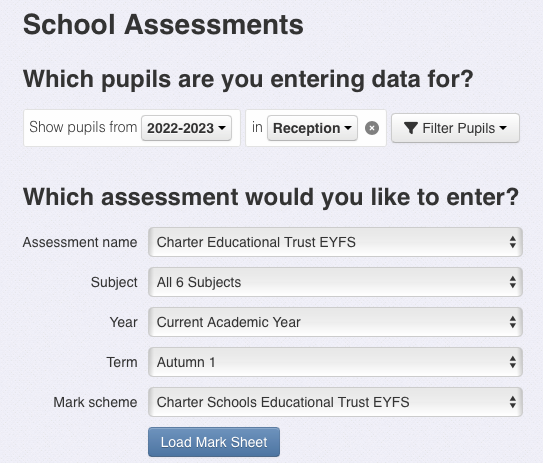 School Assessments
Which pupils are you entering data for?
Show pupils from 2022-2023 in Reception Filter Pupils
Which assessment would you like to enter?
Assessment name Charter Educational Trust EYFS
Subject All 6 Subjects
Year Current Academic Year
Term Autumn 1
Mark scheme Charter Schools Educational Trust EYFS
Load Mark Sheet